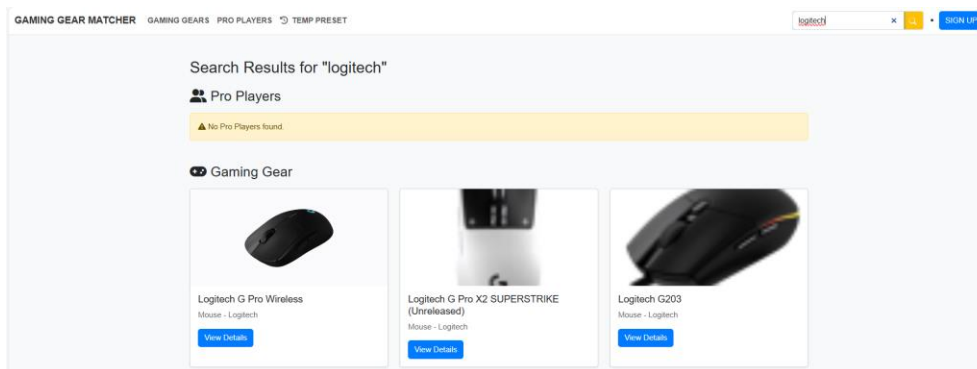 GAMING GEAR MATCHER GAMING GEARS PRO PLAYERS TEMP PRESET logitech SIGN UP
Search Results for "logitech"
Pro Players
No Pro Players found.
Gaming Gear
Logitech G Pro Wireless
Mouse - Logitech
View Details
Logitech G Pro X2 SUPERSTRIKE
(Unreleased)
Mouse - Logitech
View Details
Logitech G203
Mouse - Logitech
View Details